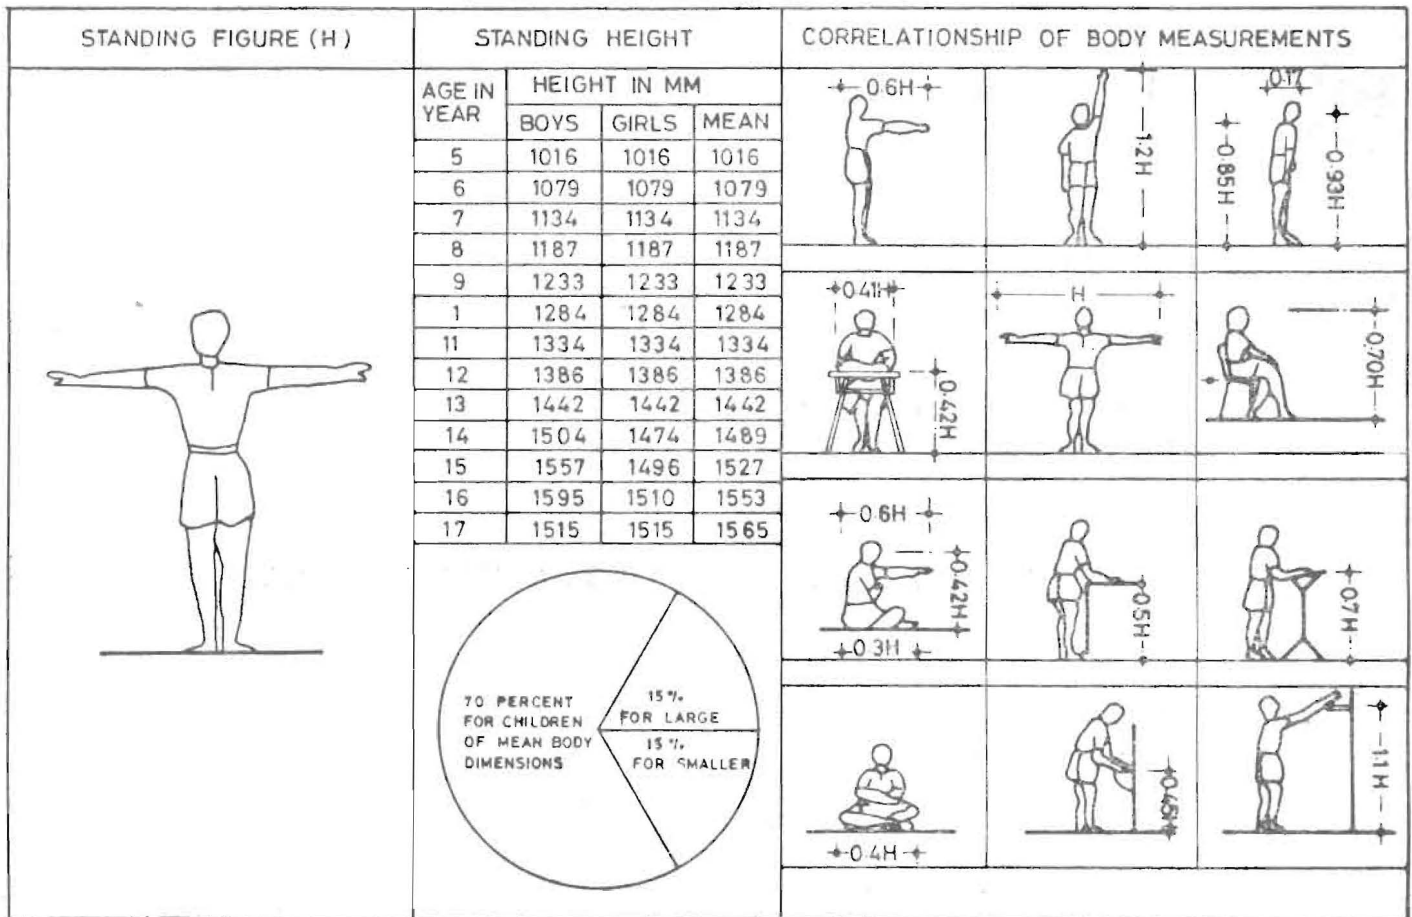 STANDING FIGURE (H)
STANDING HEIGHT
CORRELATIONSHIP OF BODY MEASUREMENTS
AGE IN YEAR
HEIGHT IN MM
BOYS GIRLS MEAN
5 1016 1016 1016
6 1079 1079 1079
7 1134 1134 1134
8 1187 1187 1187
9 1233 1233 1233
1 1284 1284 1284
11 1334 1334 1334
12 1386 1386 1386
13 1442 1442 1442
14 1504 1474 1489
15 1557 1496 1527
16 1595 1510 1553
17 1515 1515 1565
70 PERCENT
FOR CHILDREN
OF MEAN BODY
DIMENSIONS
15%
FOR LARGE
15%
FOR SMALLER
0.6H
1.2H
0.17
0.85H
0.93H
0.41H
0.42H
H
0.70H
0.6H
0.42H
0.3H
0.5H
0.7H
0.4H
0.45H
1.1H